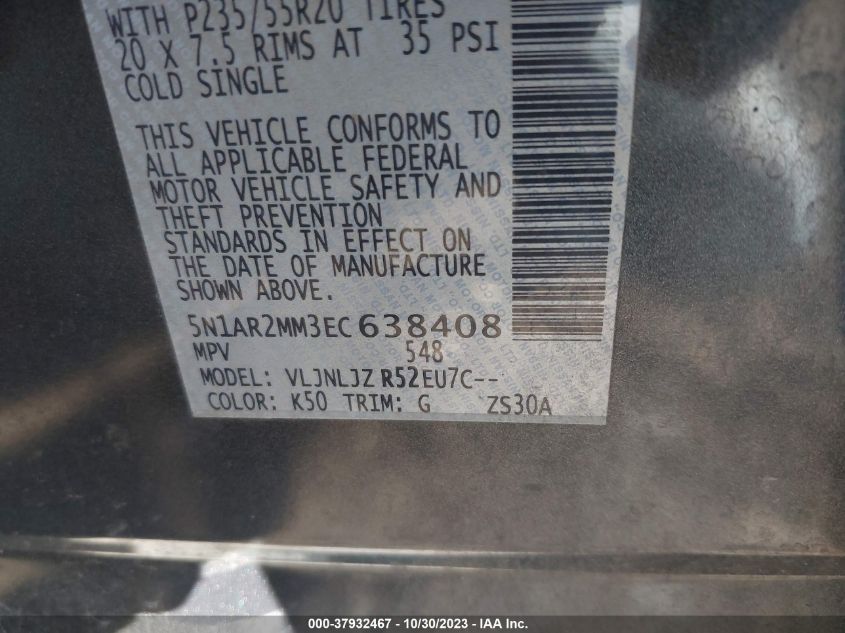 WITH P235/55R20 TIRES
20 X 7.5 RIMS AT 35 PSI
COLD SINGLE
THIS VEHICLE CONFORMS TO
ALL APPLICABLE FEDERAL
MOTOR VEHICLE SAFETY AND
THEFT PREVENTION
STANDARDS IN EFFECT ON
THE DATE OF MANUFACTURE
SHOWN ABOVE.
5N1AR2MM3EC638408
MPV 548
MODEL: VLJNLJZ R52EU7C--
COLOR: K50 TRIM: G ZS30A
000-37932467 - 10/30/2023 - IAA Inc.